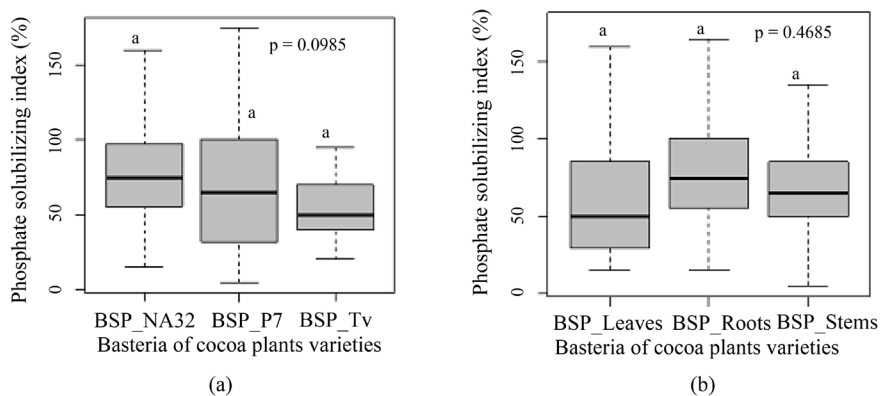 Phosphate solubilizing index (%)
150
100
50
0
a
a
a
p = 0.0985
BSP_NA32 BSP_P7 BSP_Tv
Basteria of cocoa plants varieties
(a)
Phosphate solubilizing index (%)
150
100
50
0
a
a
a
p = 0.4685
BSP_Leaves BSP_Roots BSP_Stems
Basteria of cocoa plants varieties
(b)